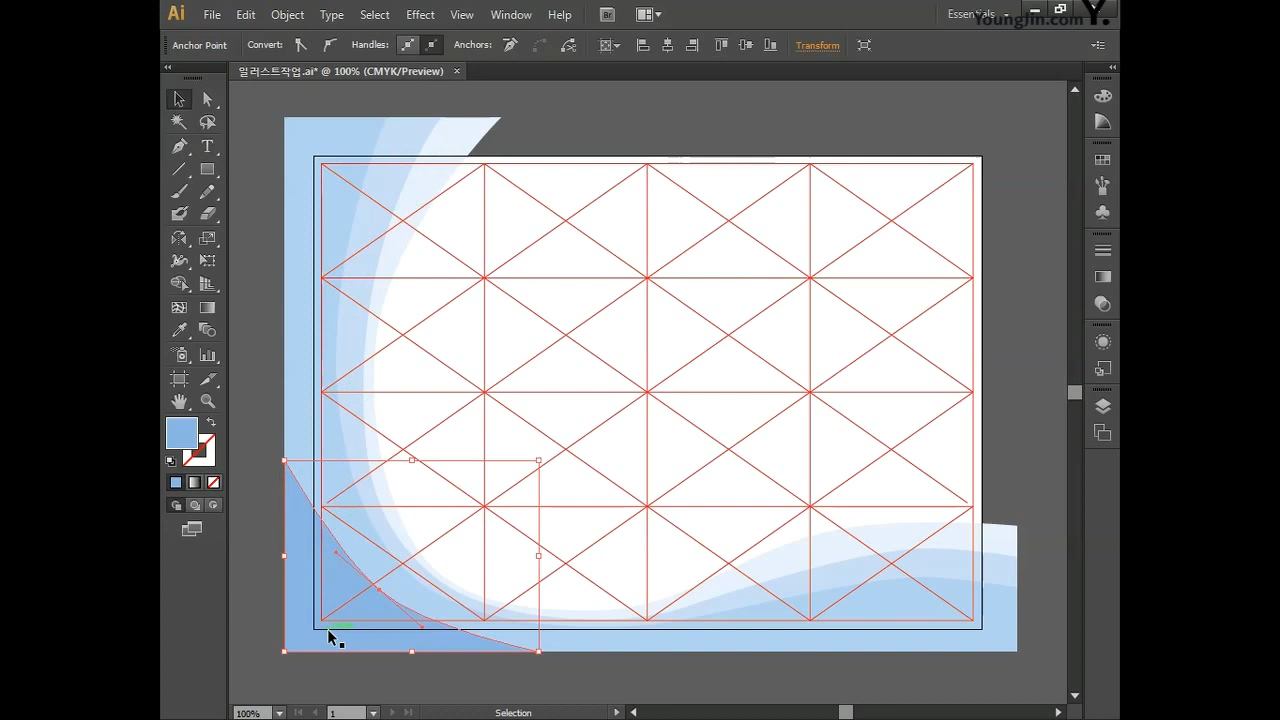 Ai File Edit Object Type Select Effect View Window Help Br Essentials
YoungJin.com Y.
Anchor Point Convert: Handles: Anchors: Transform
일러스트작업.ai* @ 100% (CMYK/Preview) ×
T
100% 1 Selection